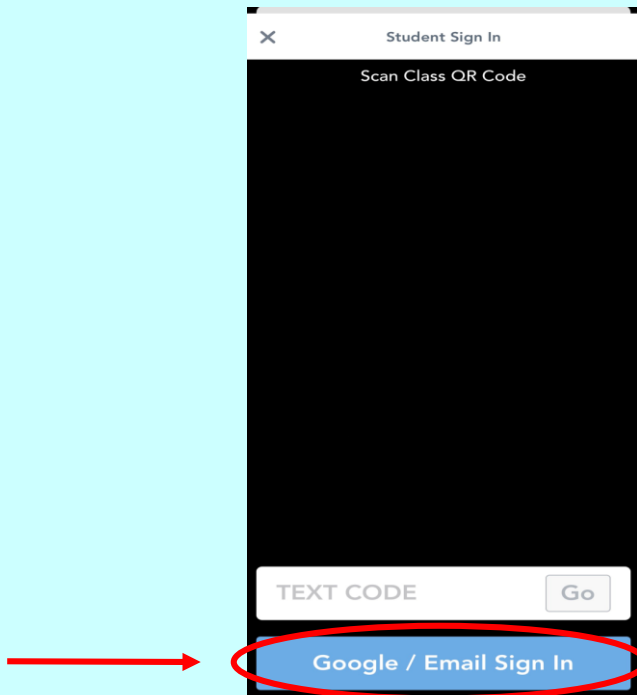 Student Sign In
Scan Class QR Code
TEXT CODE Go
Google / Email Sign In